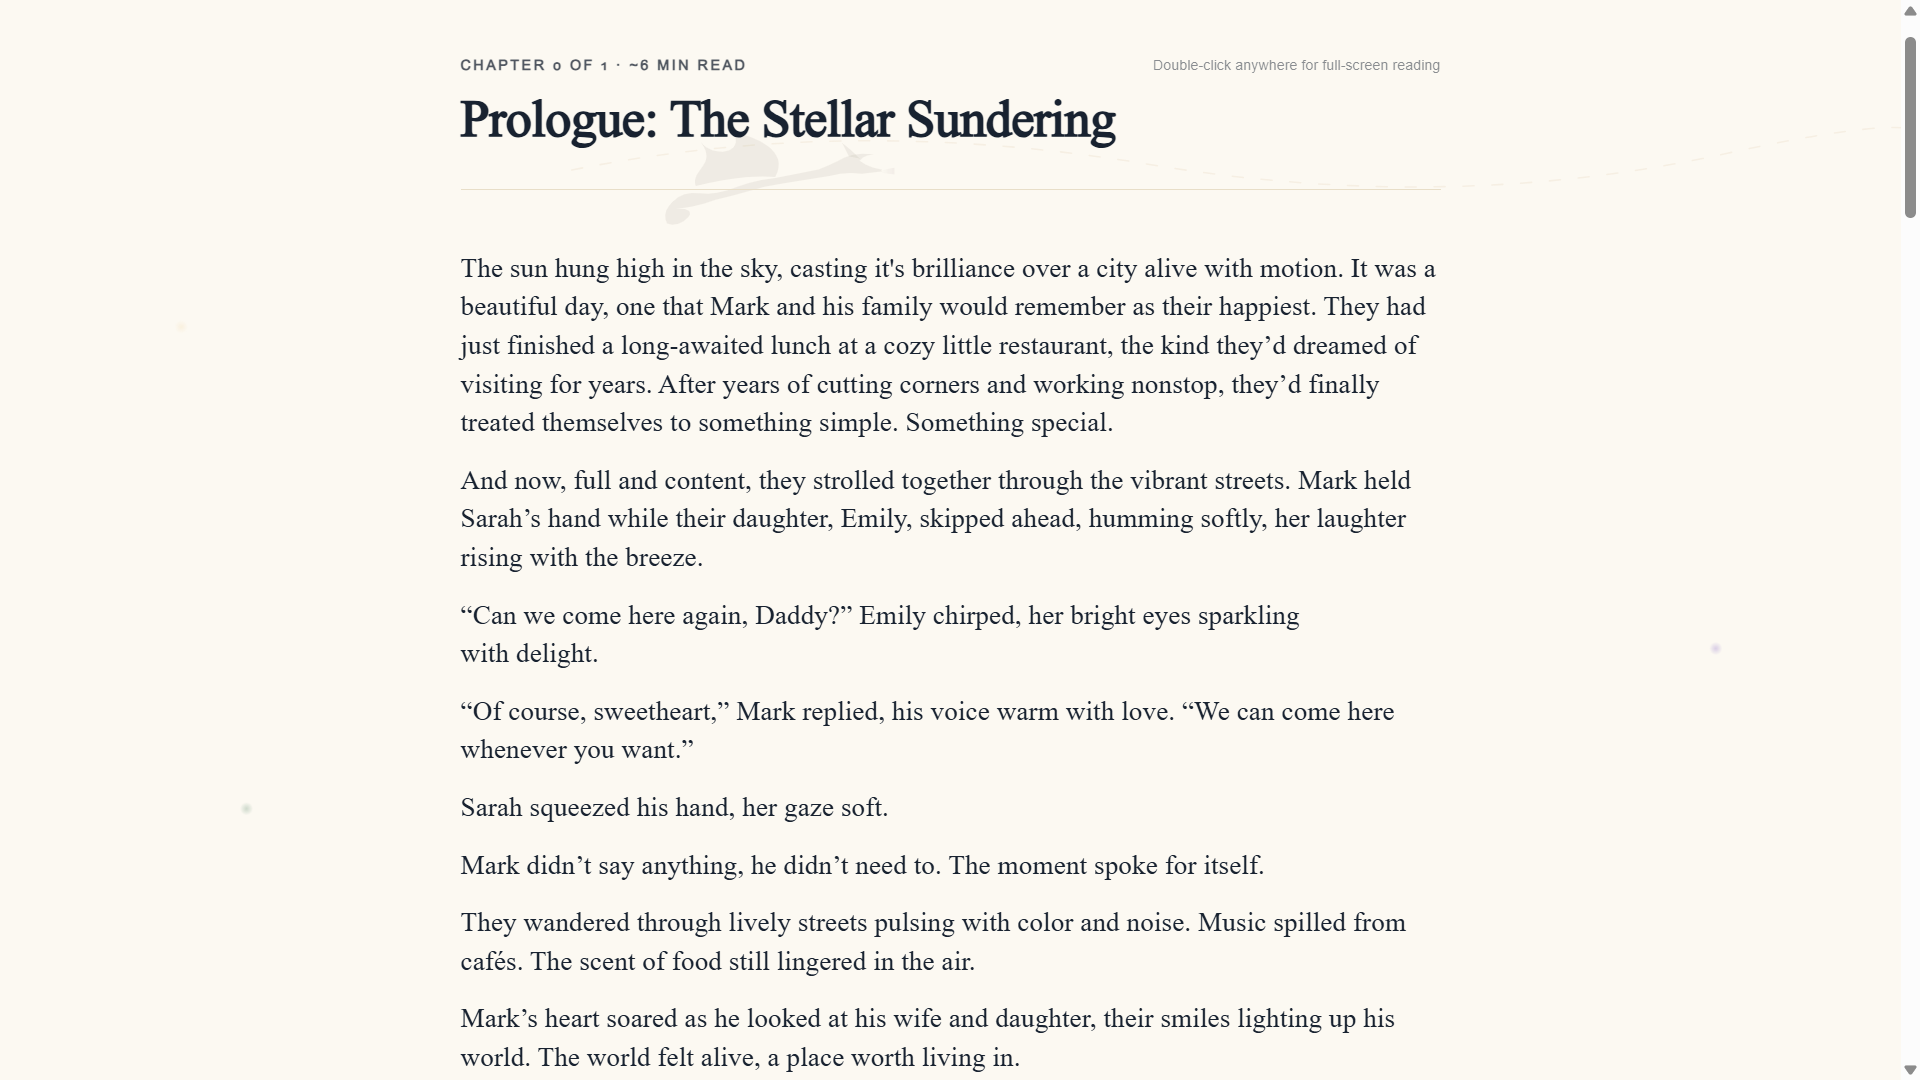 CHAPTER 0 OF 1 · ~6 MIN READ
Double-click anywhere for full-screen reading
Prologue: The Stellar Sundering
The sun hung high in the sky, casting it's brilliance over a city alive with motion. It was a
beautiful day, one that Mark and his family would remember as their happiest. They had
just finished a long-awaited lunch at a cozy little restaurant, the kind they’d dreamed of
visiting for years. After years of cutting corners and working nonstop, they’d finally
treated themselves to something simple. Something special.
And now, full and content, they strolled together through the vibrant streets. Mark held
Sarah’s hand while their daughter, Emily, skipped ahead, humming softly, her laughter
rising with the breeze.
“Can we come here again, Daddy?” Emily chirped, her bright eyes sparkling
with delight.
“Of course, sweetheart,” Mark replied, his voice warm with love. “We can come here
whenever you want.”
Sarah squeezed his hand, her gaze soft.
Mark didn’t say anything, he didn’t need to. The moment spoke for itself.
They wandered through lively streets pulsing with color and noise. Music spilled from
cafés. The scent of food still lingered in the air.
Mark’s heart soared as he looked at his wife and daughter, their smiles lighting up his
world. The world felt alive, a place worth living in.